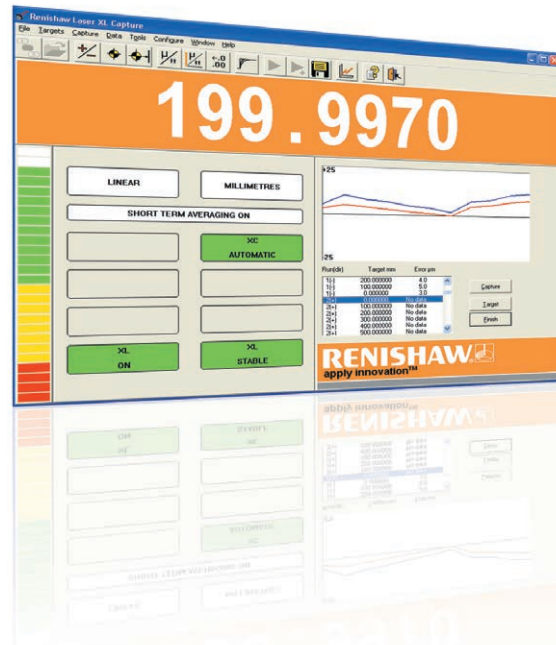 Renishaw Laser XL Capture
File Targets Capture Data Tools Configure Window Help
199.9970
LINEAR
MILLIMETRES
SHORT TERM AVERAGING ON
XC
AUTOMATIC
XL
ON
XL
STABLE
+25
-25
Run(dir) Target mm Error µm
1(-) 200.000000 4.0
1(-) 100.000000 5.0
1(-) 0.000000 3.0
2(+) 0.000000 No data
2(+) 100.000000 No data
2(+) 200.000000 No data
2(+) 300.000000 No data
2(+) 400.000000 No data
2(+) 500.000000 No data
Capture
Target
Finish
RENISHAW
apply innovation™